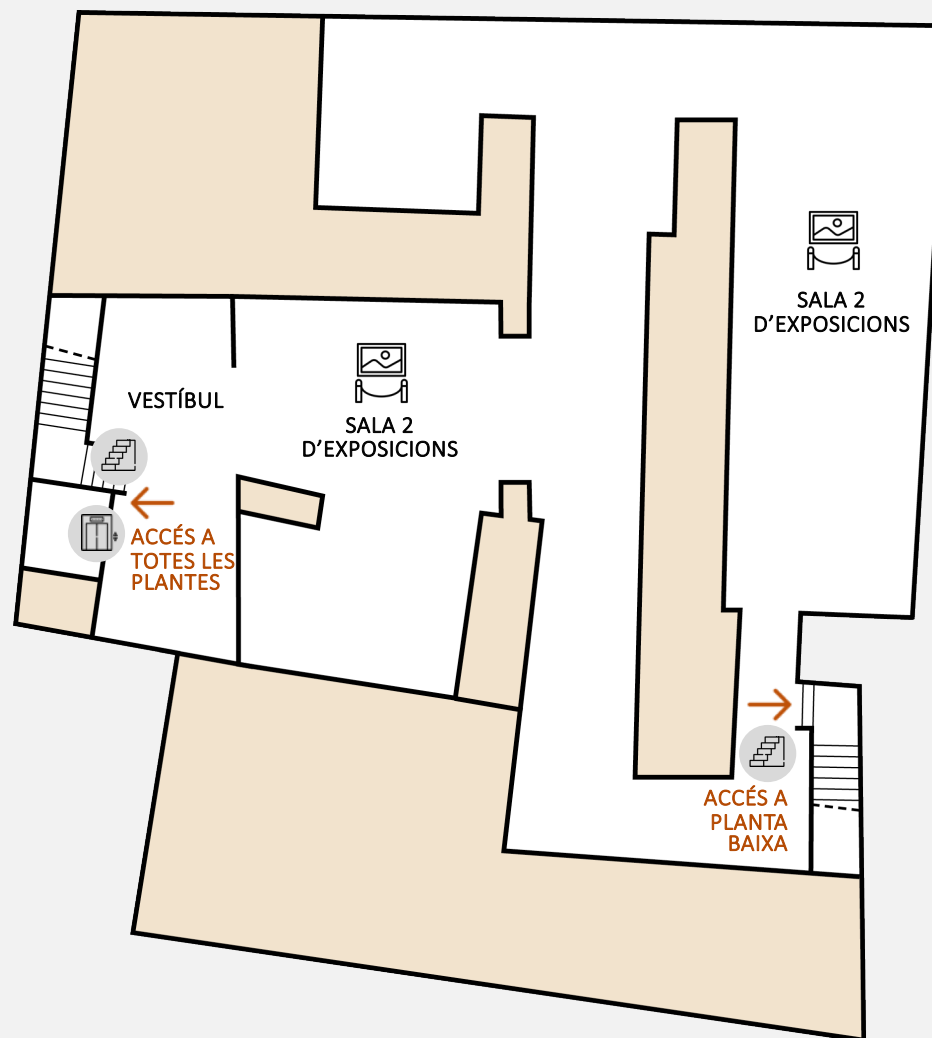 SALA 2
D’EXPOSICIONS
VESTÍBUL
SALA 2
D’EXPOSICIONS
ACCÉS A
TOTES LES
PLANTES
ACCÉS A
PLANTA
BAIXA